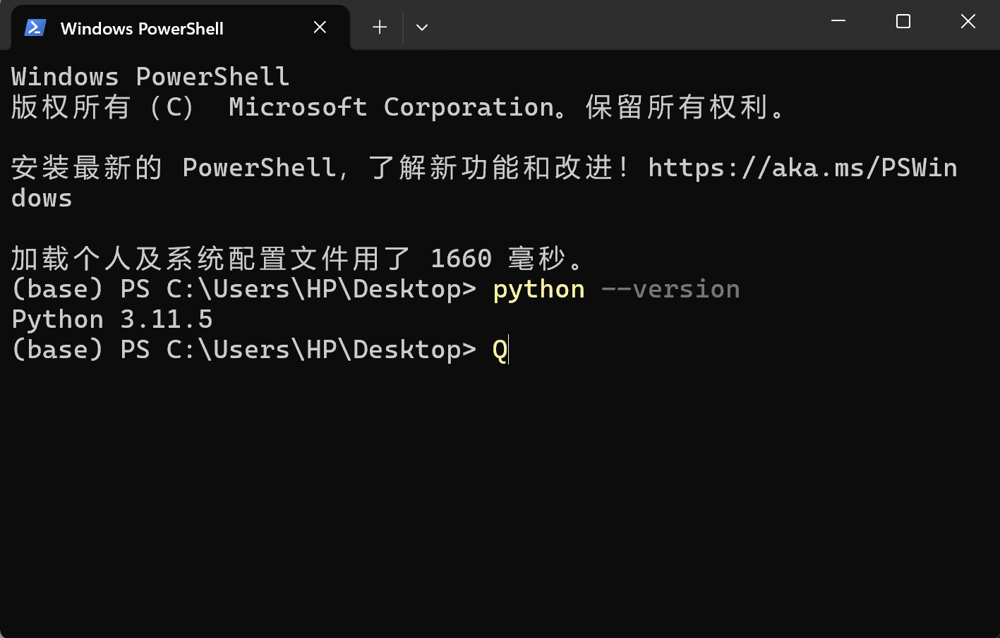 Windows PowerShell
Windows PowerShell
版权所有 (C)  Microsoft Corporation。保留所有权利。
安装最新的 PowerShell，了解新功能和改进！https://aka.ms/PSWin
dows
加载个人及系统配置文件用了 1660 毫秒。
(base) PS C:\Users\HP\Desktop> python --version
Python 3.11.5
(base) PS C:\Users\HP\Desktop> Q